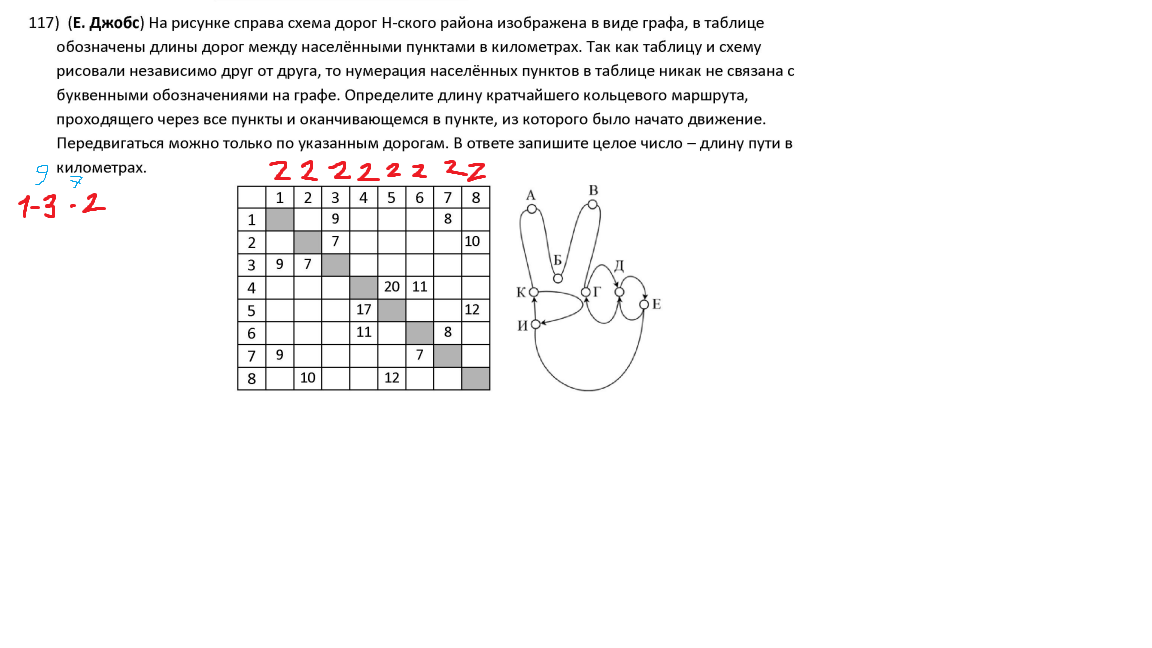 117) (Е. Джобс) На рисунке справа схема дорог Н-ского района изображена в виде графа, в таблице
обозначены длины дорог между населёнными пунктами в километрах. Так как таблицу и схему
рисовали независимо друг от друга, то нумерация населённых пунктов в таблице никак не связана с
буквенными обозначениями на графе. Определите длину кратчайшего кольцевого маршрута,
проходящего через все пункты и оканчивающемся в пункте, из которого было начато движение.
Передвигаться можно только по указанным дорогам. В ответе запишите целое число – длину пути в
километрах.
9 7
1-3 · 2
2 2 2 2 2 2 2 2
1 2 3 4 5 6 7 8
1 9 8
2 7 10
3 9 7
4 20 11
5 17 12
6 11 8
7 9 7
8 10 12
А В
Б Д
К Г Е
И